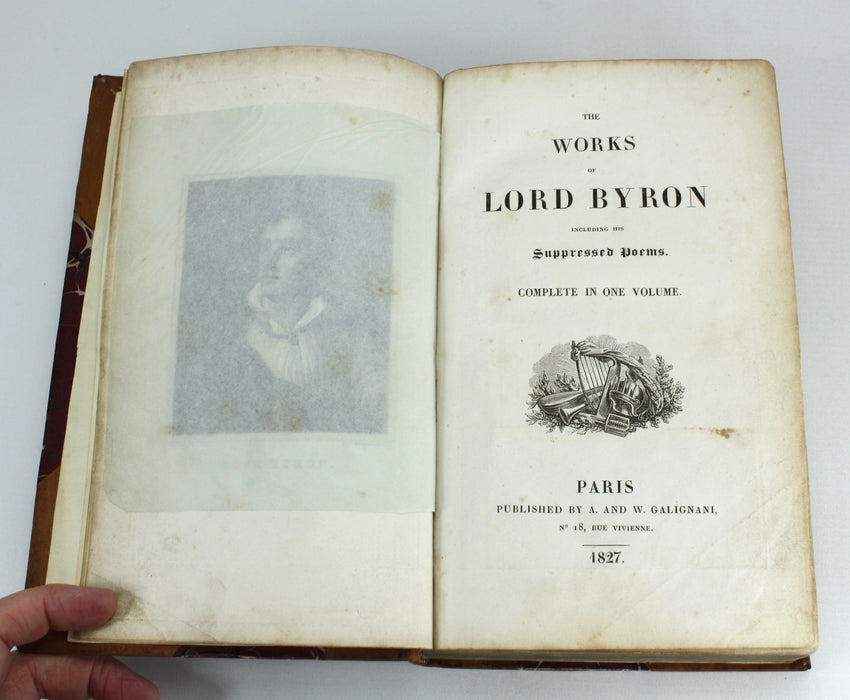 THE
WORKS
OF
LORD BYRON
INCLUDING HIS
Suppressed Poems.
COMPLETE IN ONE VOLUME.
PARIS
PUBLISHED BY A. AND W. GALIGNANI,
Nº 18, RUE VIVIENNE.
1827.